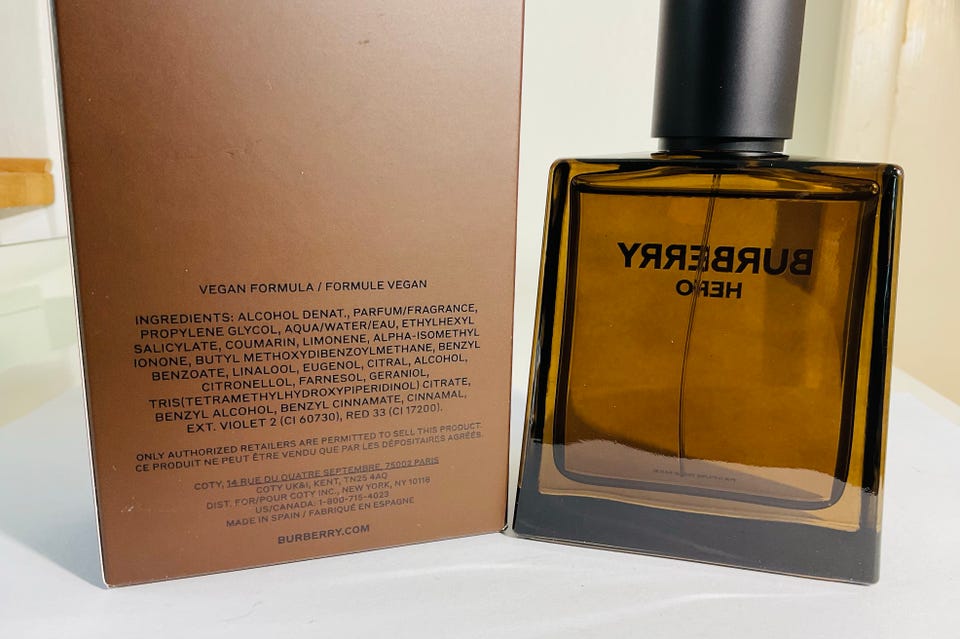 VEGAN FORMULA / FORMULE VEGAN
INGREDIENTS: ALCOHOL DENAT., PARFUM/FRAGRANCE,
PROPYLENE GLYCOL, AQUA/WATER/EAU, ETHYLHEXYL
SALICYLATE, COUMARIN, LIMONENE, ALPHA-ISOMETHYL
IONONE, BUTYL METHOXYDIBENZOYLMETHANE, BENZYL
BENZOATE, LINALOOL, EUGENOL, CITRAL, ALCOHOL,
CITRONELLOL, FARNESOL, GERANIOL,
TRIS(TETRAMETHYLHYDROXYPIPERIDINOL) CITRATE,
BENZYL ALCOHOL, BENZYL CINNAMATE, CINNAMAL,
EXT. VIOLET 2 (CI 60730), RED 33 (CI 17200).
ONLY AUTHORIZED RETAILERS ARE PERMITTED TO SELL THIS PRODUCT.
CE PRODUIT NE PEUT ÊTRE VENDU QUE PAR LES DÉPOSITAIRES AGRÉÉS.
COTY, 14 RUE DU QUATRE SEPTEMBRE, 75002 PARIS
COTY UK&I, KENT, TN25 4AQ
DIST. FOR/POUR COTY INC., NEW YORK, NY 10118
US/CANADA: 1-800-715-4023
MADE IN SPAIN / FABRIQUÉ EN ESPAGNE
BURBERRY.COM
BURBERRY
HERO